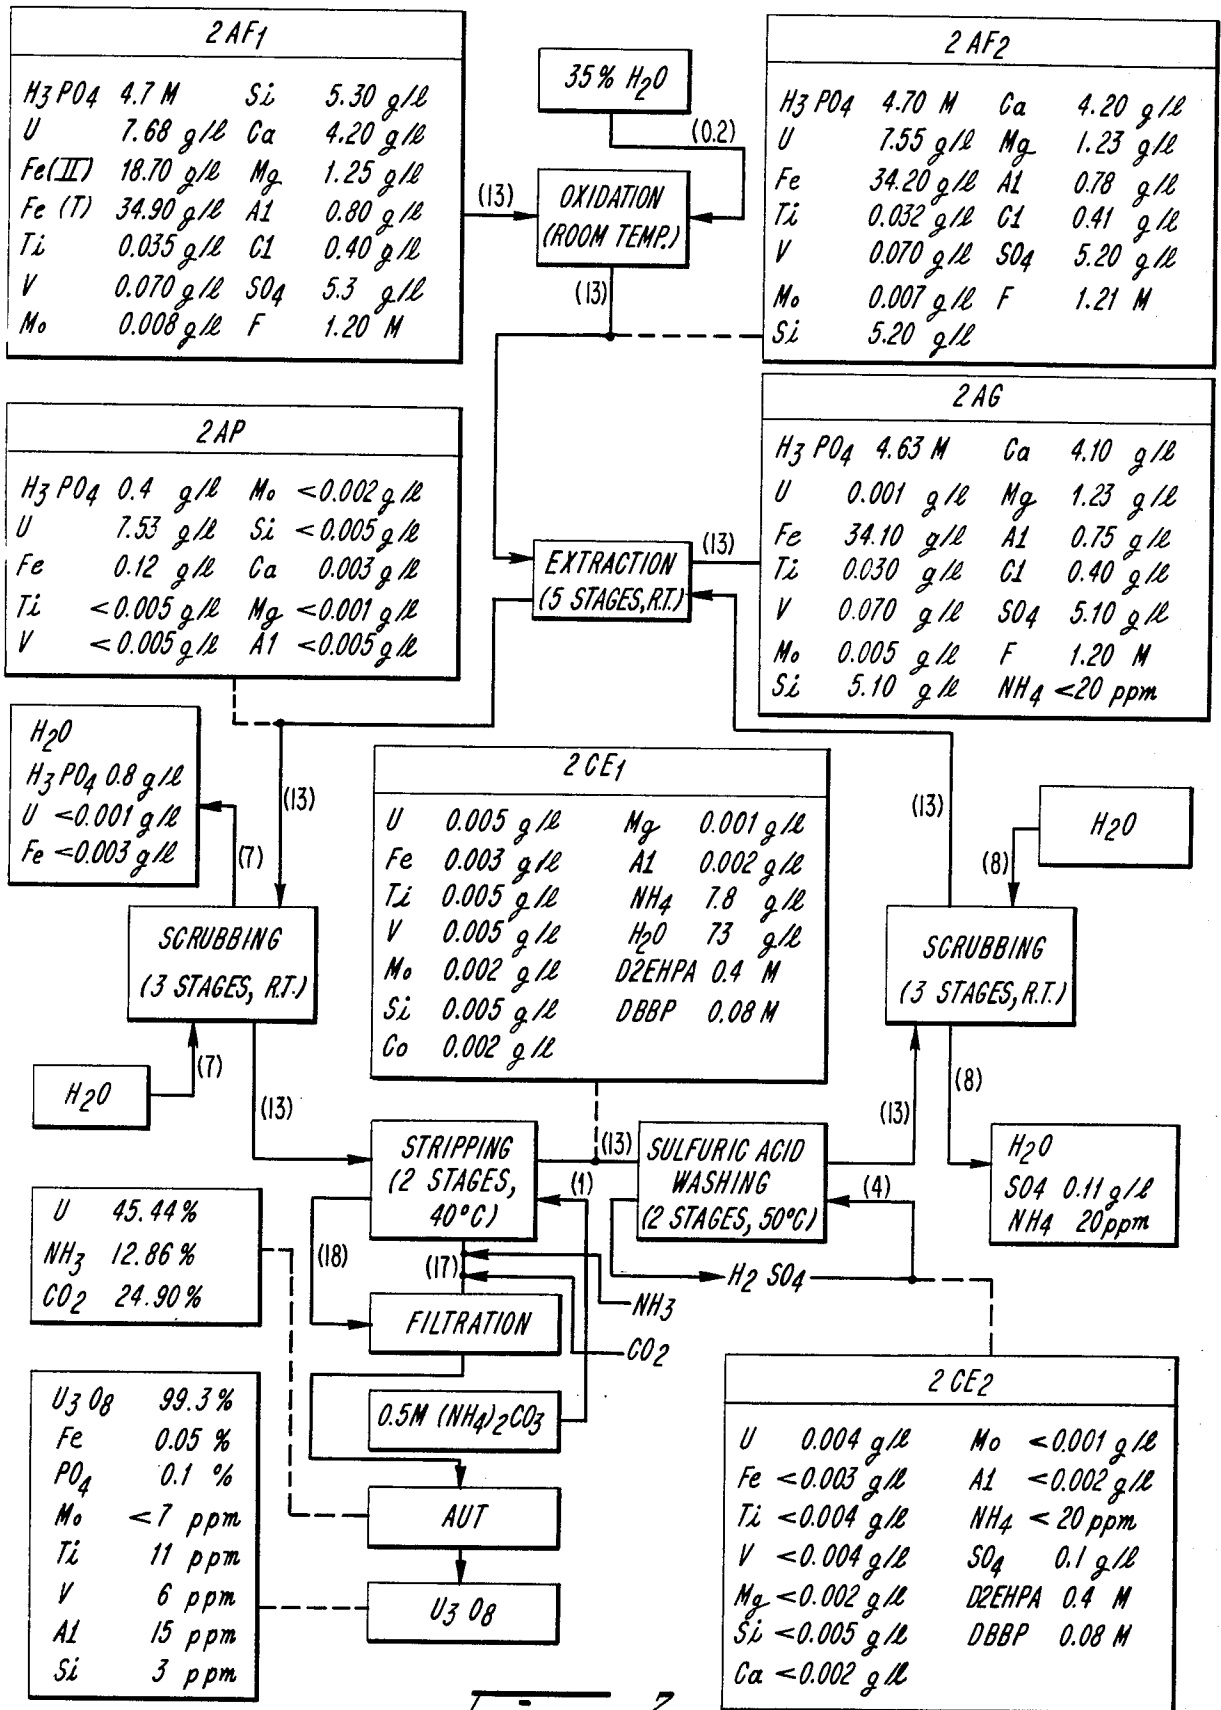 2AF1
H3PO4 4.7 M Si 5.30 g/l
U 7.68 g/l Ca 4.20 g/l
Fe(II) 18.70 g/l Mg 1.25 g/l
Fe (T) 34.90 g/l Al 0.80 g/l
Ti 0.035 g/l Cl 0.40 g/l
V 0.070 g/l SO4 5.3 g/l
Mo 0.008 g/l F 1.20 M
35% H2O
(0.2)
(13)
OXIDATION
(ROOM TEMP.)
(13)
2AF2
H3PO4 4.70 M Ca 4.20 g/l
U 7.55 g/l Mg 1.23 g/l
Fe 34.20 g/l Al 0.78 g/l
Ti 0.032 g/l Cl 0.41 g/l
V 0.070 g/l SO4 5.20 g/l
Mo 0.007 g/l F 1.21 M
Si 5.20 g/l
2AP
H3PO4 0.4 g/l Mo <0.002 g/l
U 7.53 g/l Si <0.005 g/l
Fe 0.12 g/l Ca 0.003 g/l
Ti <0.005 g/l Mg <0.001 g/l
V <0.005 g/l Al <0.005 g/l
EXTRACTION
(5 STAGES, R.T.)
(13)
2AG
H3PO4 4.63 M Ca 4.10 g/l
U 0.001 g/l Mg 1.23 g/l
Fe 34.10 g/l Al 0.75 g/l
Ti 0.030 g/l Cl 0.40 g/l
V 0.070 g/l SO4 5.10 g/l
Mo 0.005 g/l F 1.20 M
Si 5.10 g/l NH4 <20 ppm
H2O
H3PO4 0.8 g/l
U <0.001 g/l
Fe <0.003 g/l
(7)
(13)
SCRUBBING
(3 STAGES, R.T.)
(7)
H2O
(13)
2CE1
U 0.005 g/l Mg 0.001 g/l
Fe 0.003 g/l Al 0.002 g/l
Ti 0.005 g/l NH4 7.8 g/l
V 0.005 g/l H2O 73 g/l
Mo 0.002 g/l D2EHPA 0.4 M
Si 0.005 g/l DBBP 0.08 M
Co 0.002 g/l
(13)
H2O
(8)
SCRUBBING
(3 STAGES, R.T.)
(13)
(8)
H2O
SO4 0.11 g/l
NH4 20 ppm
STRIPPING
(2 STAGES,
40°C)
(13)
(1)
SULFURIC ACID
WASHING
(2 STAGES, 50°C)
(4)
H2SO4
(18)
(17)
NH3
CO2
FILTRATION
0.5M (NH4)2CO3
AUT
U3O8
U 45.44%
NH3 12.86%
CO2 24.90%
U3O8 99.3%
Fe 0.05 %
PO4 0.1 %
Mo <7 ppm
Ti 11 ppm
V 6 ppm
Al 15 ppm
Si 3 ppm
2CE2
U 0.004 g/l Mo <0.001 g/l
Fe <0.003 g/l Al <0.002 g/l
Ti <0.004 g/l NH4 <20 ppm
V <0.004 g/l SO4 0.1 g/l
Mg <0.002 g/l D2EHPA 0.4 M
Si <0.005 g/l DBBP 0.08 M
Ca <0.002 g/l